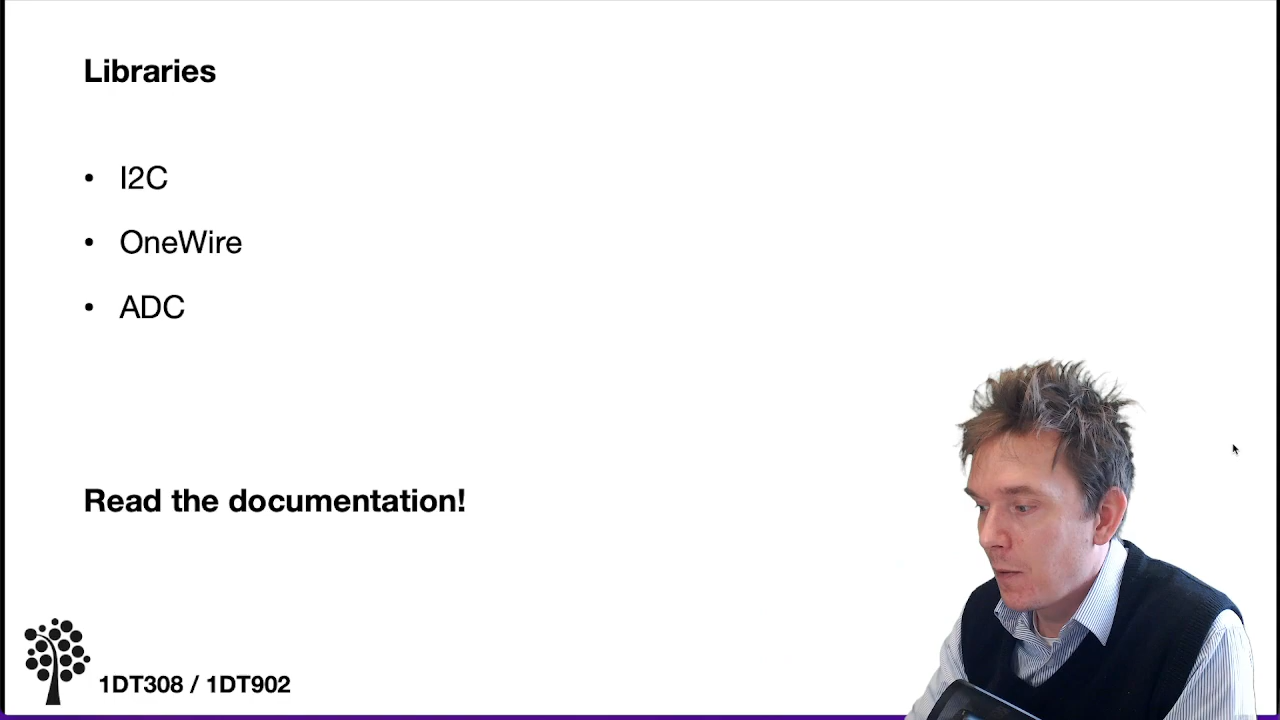 Libraries
• I2C
• OneWire
• ADC
Read the documentation!
1DT308 / 1DT902